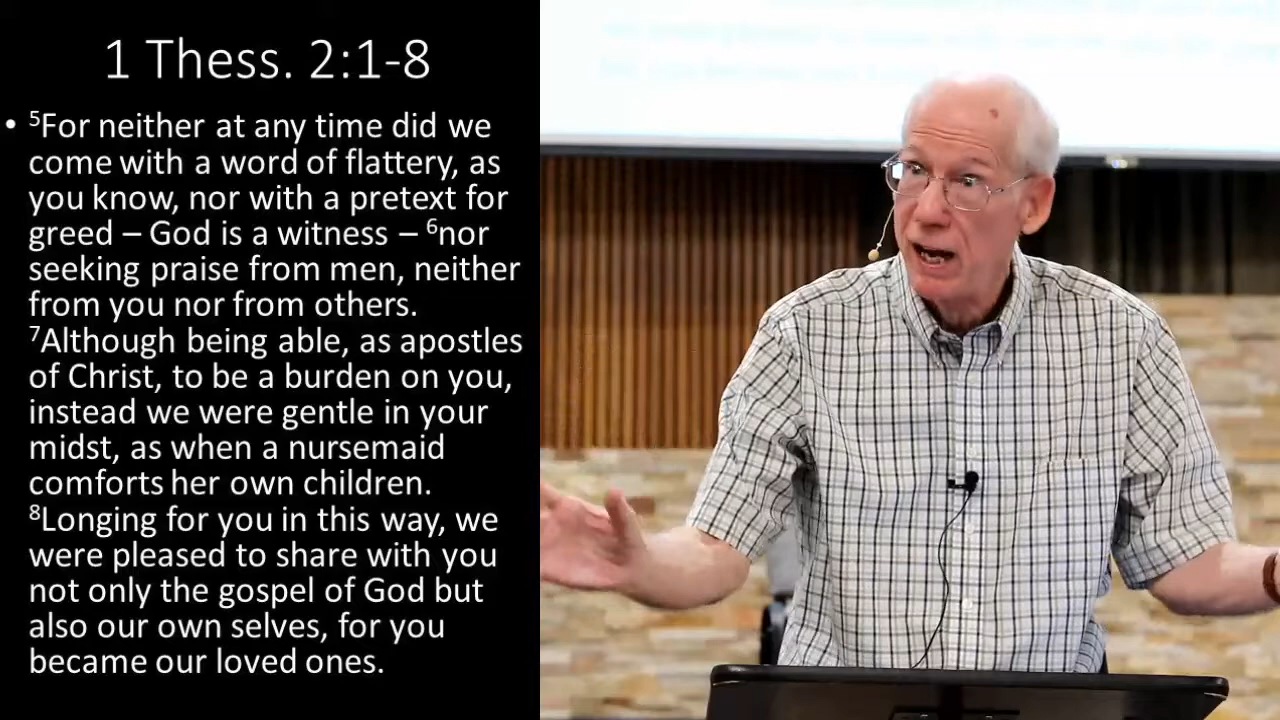 1 Thess. 2:1-8
• ⁵For neither at any time did we
come with a word of flattery, as
you know, nor with a pretext for
greed – God is a witness – ⁶nor
seeking praise from men, neither
from you nor from others.
⁷Although being able, as apostles
of Christ, to be a burden on you,
instead we were gentle in your
midst, as when a nursemaid
comforts her own children.
⁸Longing for you in this way, we
were pleased to share with you
not only the gospel of God but
also our own selves, for you
became our loved ones.